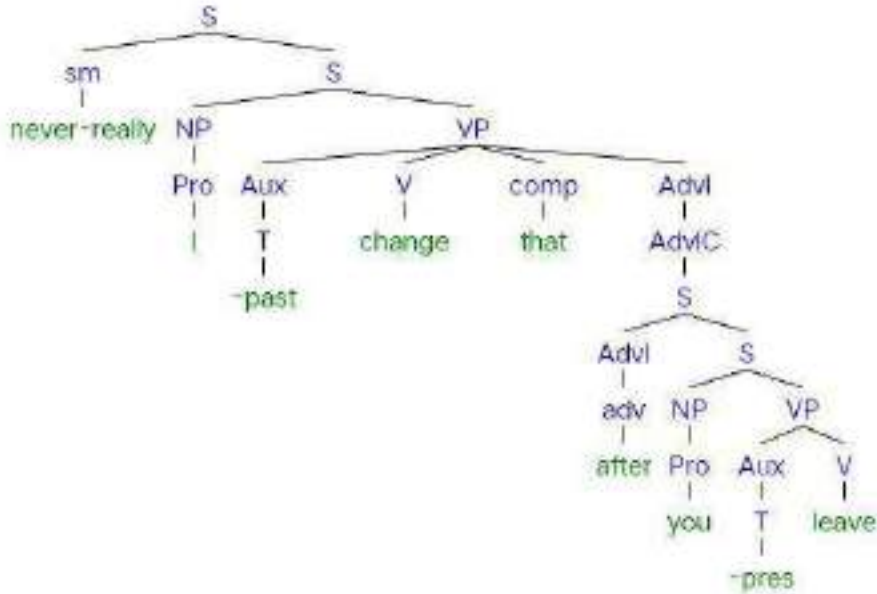 S
sm S
never-really NP VP
Pro Aux V comp Advl
I T change that AdvlC
-past
S
Advl S
adv NP VP
after Pro Aux V
you T leave
-pres